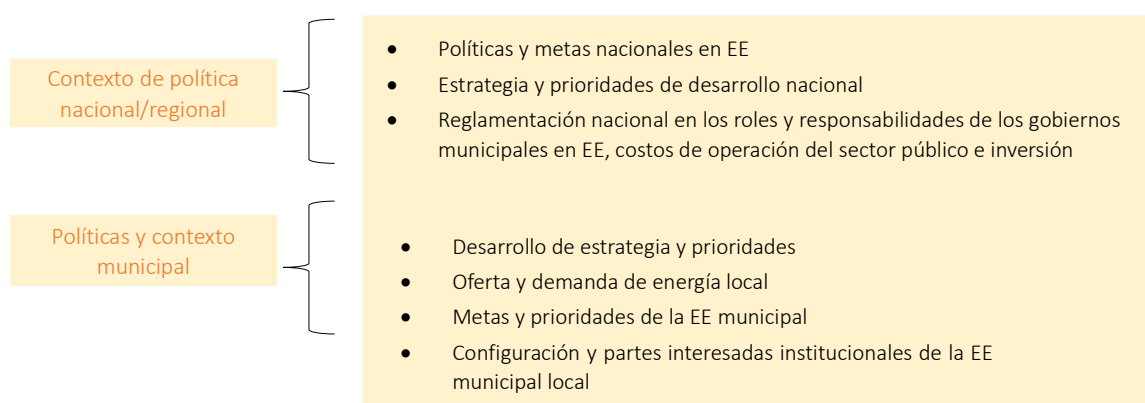 Contexto de política
nacional/regional
• Políticas y metas nacionales en EE
• Estrategia y prioridades de desarrollo nacional
• Reglamentación nacional en los roles y responsabilidades de los gobiernos
municipales en EE, costos de operación del sector público e inversión
Políticas y contexto
municipal
• Desarrollo de estrategia y prioridades
• Oferta y demanda de energía local
• Metas y prioridades de la EE municipal
• Configuración y partes interesadas institucionales de la EE
municipal local